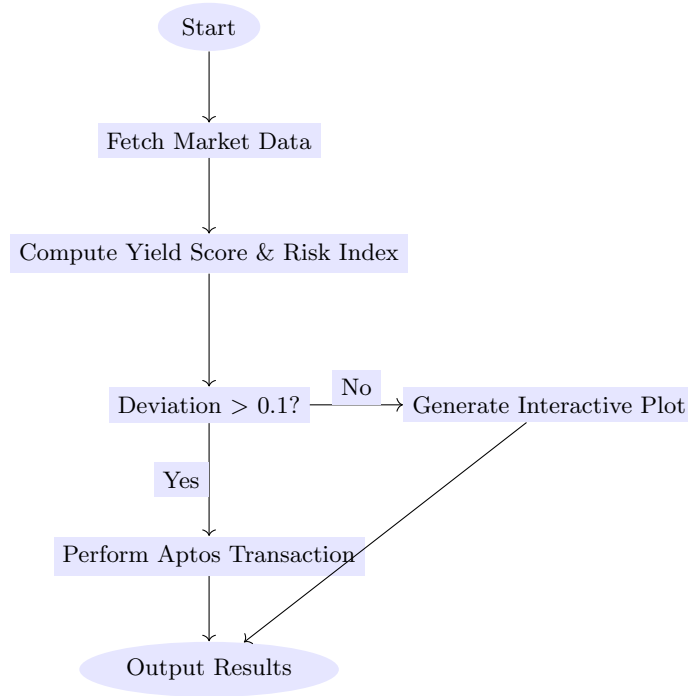 Start
Fetch Market Data
Compute Yield Score & Risk Index
Deviation > 0.1?
No
Generate Interactive Plot
Yes
Perform Aptos Transaction
Output Results